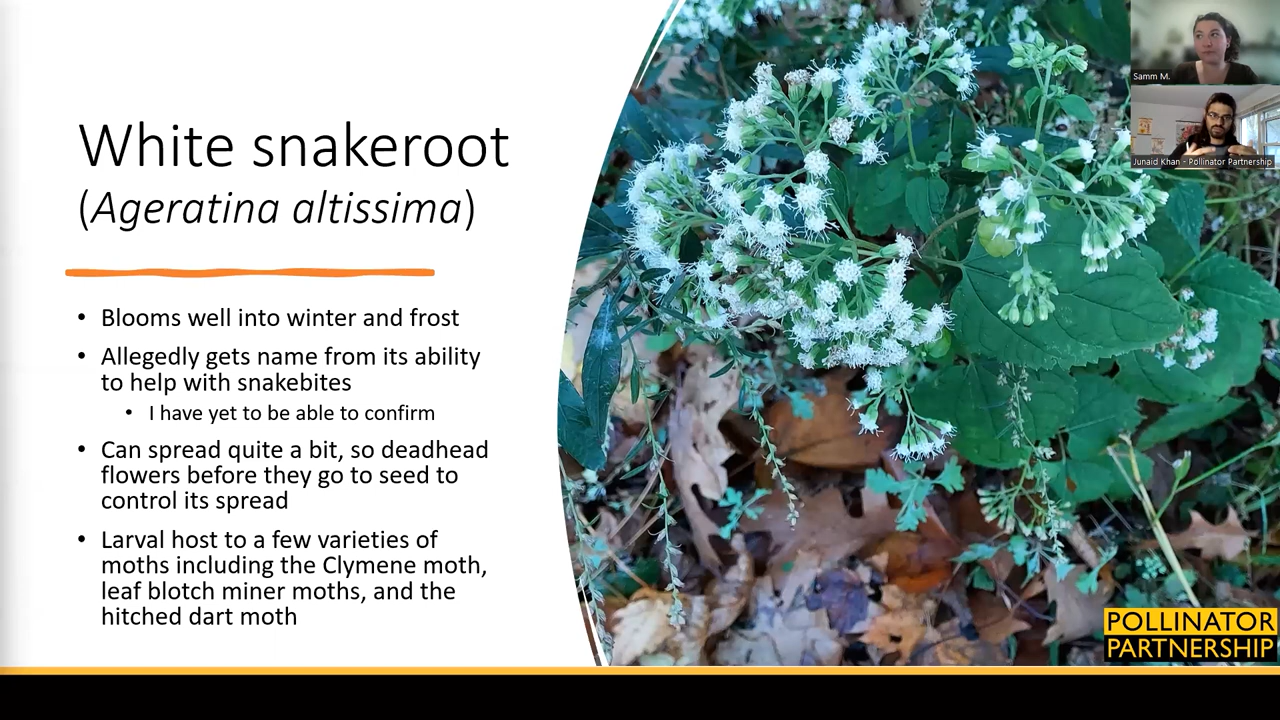 White snakeroot
(Ageratina altissima)
• Blooms well into winter and frost
• Allegedly gets name from its ability
to help with snakebites
• I have yet to be able to confirm
• Can spread quite a bit, so deadhead
flowers before they go to seed to
control its spread
• Larval host to a few varieties of
moths including the Clymene moth,
leaf blotch miner moths, and the
hitched dart moth
Samm M.
Junaid Khan - Pollinator Partnership
POLLINATOR
PARTNERSHIP